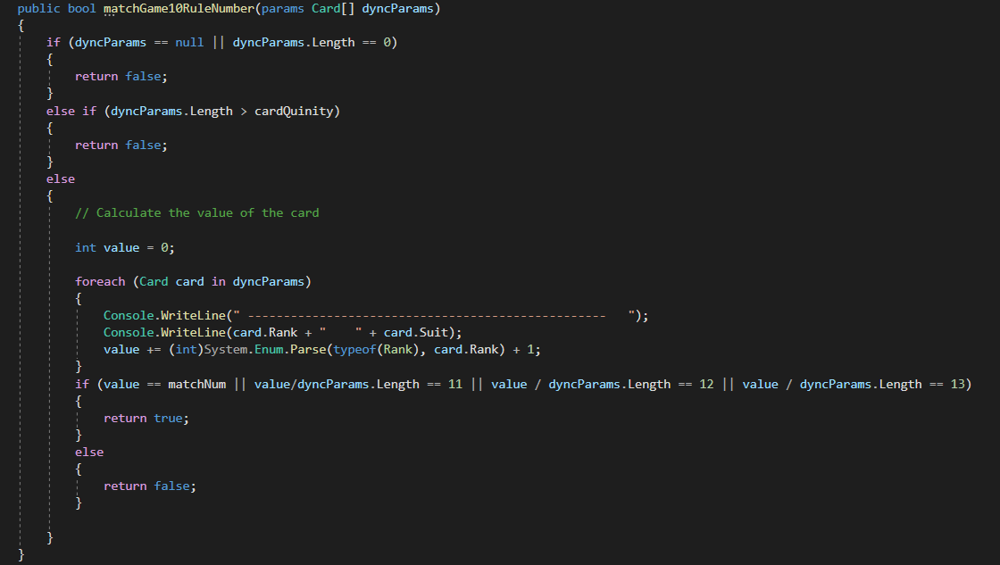 public bool matchGame10RuleNumber(params Card[] dyncParams)
{
    if (dyncParams == null || dyncParams.Length == 0)
    {
        return false;
    }
    else if (dyncParams.Length > cardQuinity)
    {
        return false;
    }
    else
    {
        // Calculate the value of the card
        int value = 0;
        foreach (Card card in dyncParams)
        {
            Console.WriteLine(" --------------------------------------------------   ");
            Console.WriteLine(card.Rank + "    " + card.Suit);
            value += (int)System.Enum.Parse(typeof(Rank), card.Rank) + 1;
        }
        if (value == matchNum || value/dyncParams.Length == 11 || value / dyncParams.Length == 12 || value / dyncParams.Length == 13)
        {
            return true;
        }
        else
        {
            return false;
        }
    }
}